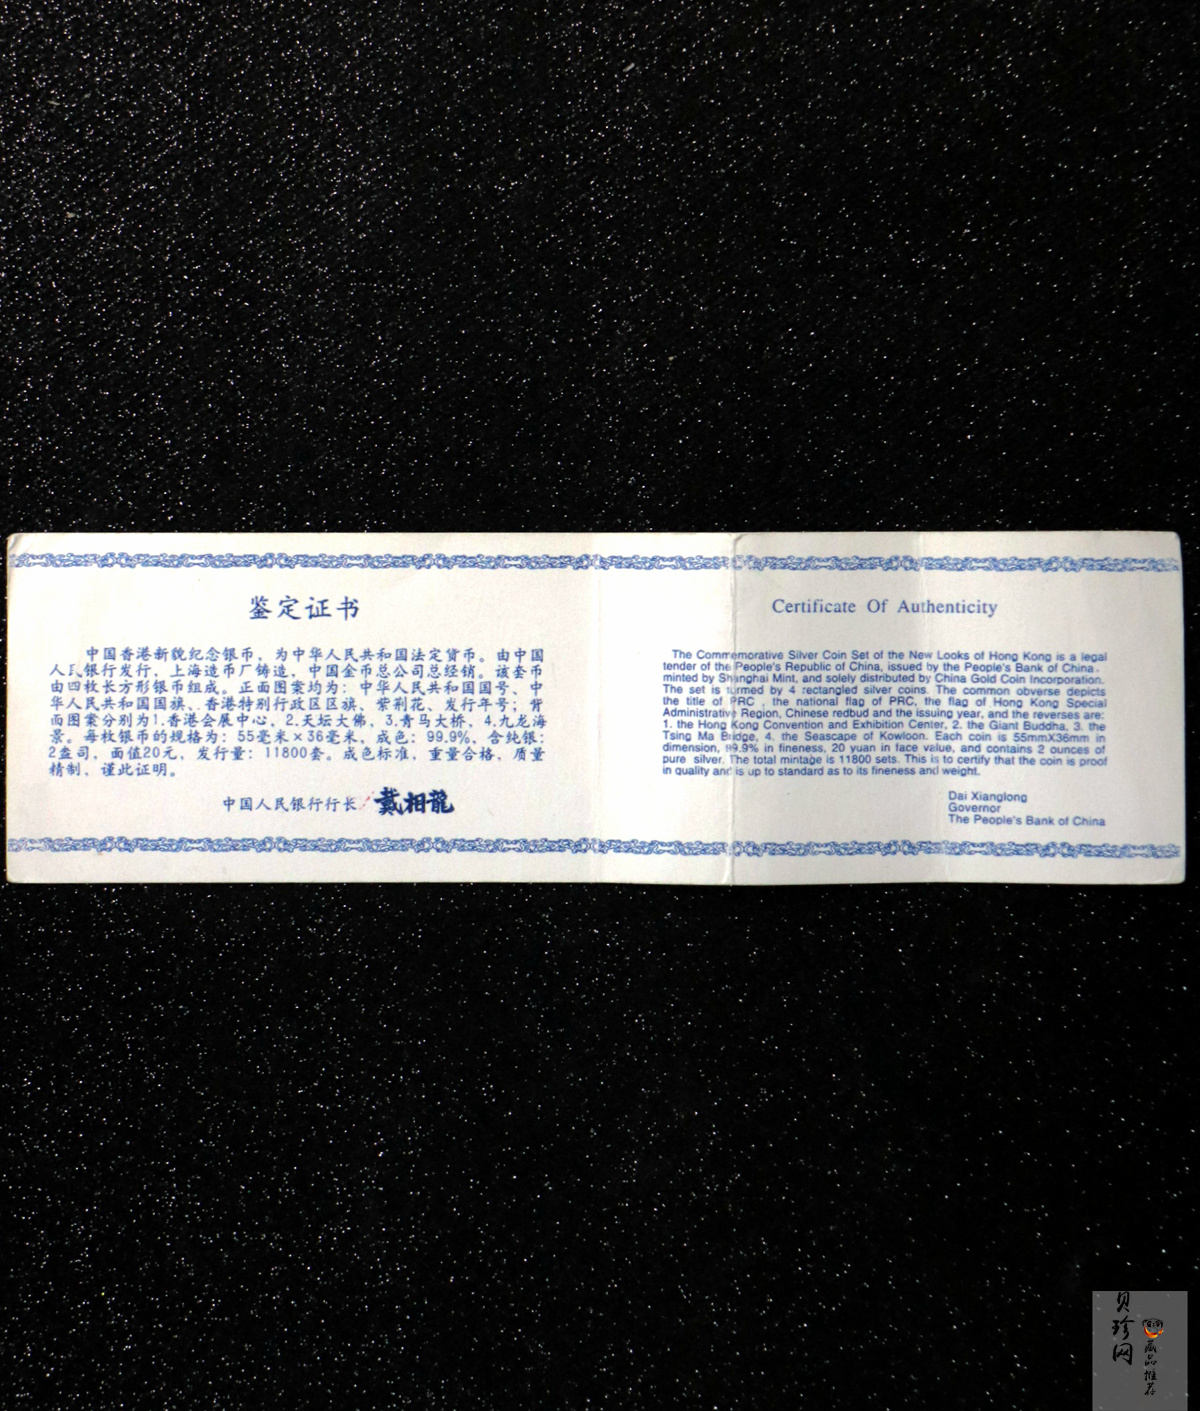 鉴定证书
中国香港新貌纪念银币，为中华人民共和国法定货币。由中国
人民银行发行，上海造币厂铸造，中国金币总公司总经销。该套币
由四枚长方形银币组成。正面图案均为：中华人民共和国国号、中
华人民共和国国旗、香港特别行政区区旗、紫荆花、发行年号；背
面图案分别为1.香港会展中心，2.天坛大佛，3.青马大桥，4.九龙海
景。每枚银币的规格为：55毫米×36毫米，成色：99.9%，含纯银：
2盎司，面值20元，发行量：11800套。成色标准，重量合格，质量
精制，谨此证明。
中国人民银行行长 戴相龍
Certificate Of Authenticity
The Commemorative Silver Coin Set of the New Looks of Hong Kong is a legal
tender of the People's Republic of China, issued by the People's Bank of China,
minted by Shanghai Mint, and solely distributed by China Gold Coin Incorporation.
The set is turmed by 4 rectangled silver coins. The common obverse depicts
the title of PRC , the national flag of PRC, the flag of Hong Kong Special
Administrative Region, Chinese redbud and the issuing year, and the reverses are:
1. the Hong Kong Convention and Exhibition Center, 2. the Giant Buddha, 3. the
Tsing Ma Bridge, 4. the Seascape of Kowloon. Each coin is 55mmX36mm in
dimension, 99.9% in fineness, 20 yuan in face value, and contains 2 ounces of
pure silver. The total mintage is 11800 sets. This is to certify that the coin is proof
in quality and is up to standard as to its fineness and weight.
Dai Xianglong
Governor
The People's Bank of China
贝珍网
藏品推荐